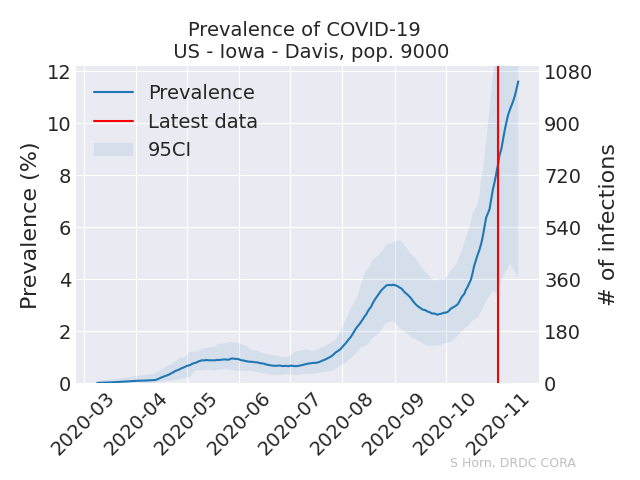 Prevalence of COVID-19
US - Iowa - Davis, pop. 9000
Prevalence
Latest data
95CI
Prevalence (%)
12
10
8
6
4
2
0
1080
900
720
540
360
180
0
# of infections
2020-03
2020-04
2020-05
2020-06
2020-07
2020-08
2020-09
2020-10
2020-11
S Horn, DRDC CORA